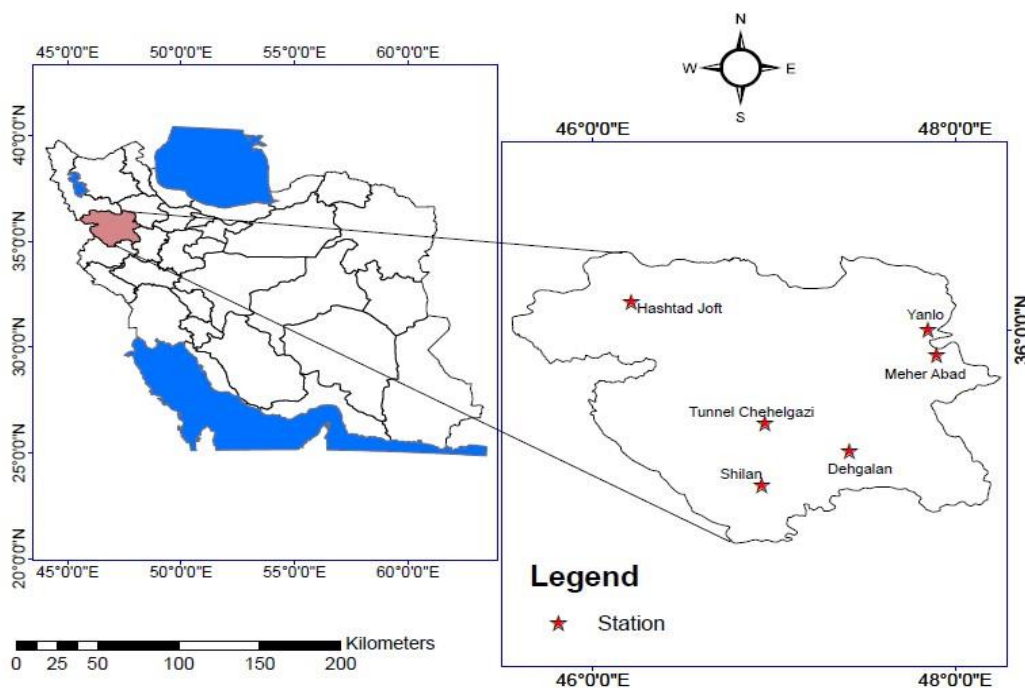 N
W E
S
45°0'0"E 50°0'0"E 55°0'0"E 60°0'0"E
40°0'0"N
35°0'0"N
30°0'0"N
25°0'0"N
20°0'0"N
45°0'0"E 50°0'0"E 55°0'0"E 60°0'0"E
Kilometers
0 25 50 100 150 200
46°0'0"E 48°0'0"E
Hashtad Joft
Yanlo
36°0'0"N
Meher Abad
Tunnel Chehelgazi
Dehgalan
Shilan
Legend
Station
46°0'0"E 48°0'0"E